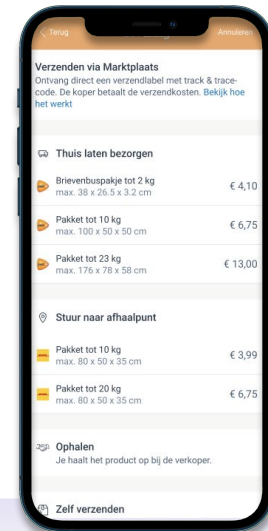 Terug
Annuleren
Verzenden via Marktplaats
Ontvang direct een verzendlabel met track & trace-
code. De koper betaalt de verzendkosten. Bekijk hoe
het werkt
Thuis laten bezorgen
Brievenbuspakje tot 2 kg
max. 38 x 26.5 x 3.2 cm
€ 4,10
Pakket tot 10 kg
max. 100 x 50 x 50 cm
€ 6,75
Pakket tot 23 kg
max. 176 x 78 x 58 cm
€ 13,00
Stuur naar afhaalpunt
Pakket tot 10 kg
max. 80 x 50 x 35 cm
€ 3,99
Pakket tot 20 kg
max. 80 x 50 x 35 cm
€ 6,75
Ophalen
Je haalt het product op bij de verkoper.
Zelf verzenden